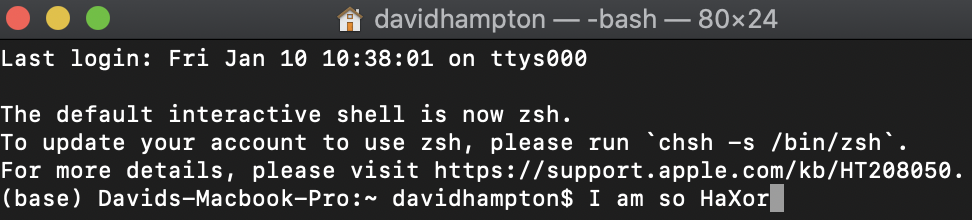 davidhampton — -bash — 80×24
Last login: Fri Jan 10 10:38:01 on ttys000
The default interactive shell is now zsh.
To update your account to use zsh, please run `chsh -s /bin/zsh`.
For more details, please visit https://support.apple.com/kb/HT208050.
(base) Davids-Macbook-Pro:~ davidhampton$ I am so HaXor